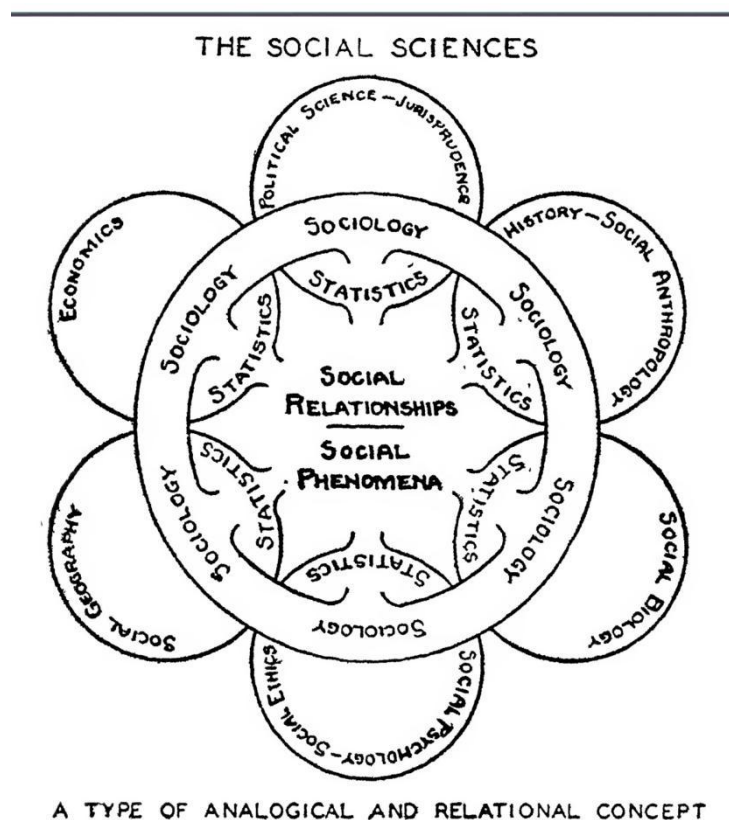 THE SOCIAL SCIENCES
POLITICAL SCIENCE – JURISPRUDENCE
ECONOMICS
HISTORY – SOCIAL ANTHROPOLOGY
SOCIOLOGY
SOCIOLOGY
SOCIOLOGY
STATISTICS
STATISTICS
STATISTICS
SOCIAL
RELATIONSHIPS
SOCIAL
PHENOMENA
STATISTICS
STATISTICS
STATISTICS
SOCIOLOGY
SOCIOLOGY
SOCIOLOGY
SOCIAL GEOGRAPHY
SOCIAL BIOLOGY
SOCIAL PSYCHOLOGY – SOCIAL ETHICS
A TYPE OF ANALOGICAL AND RELATIONAL CONCEPT